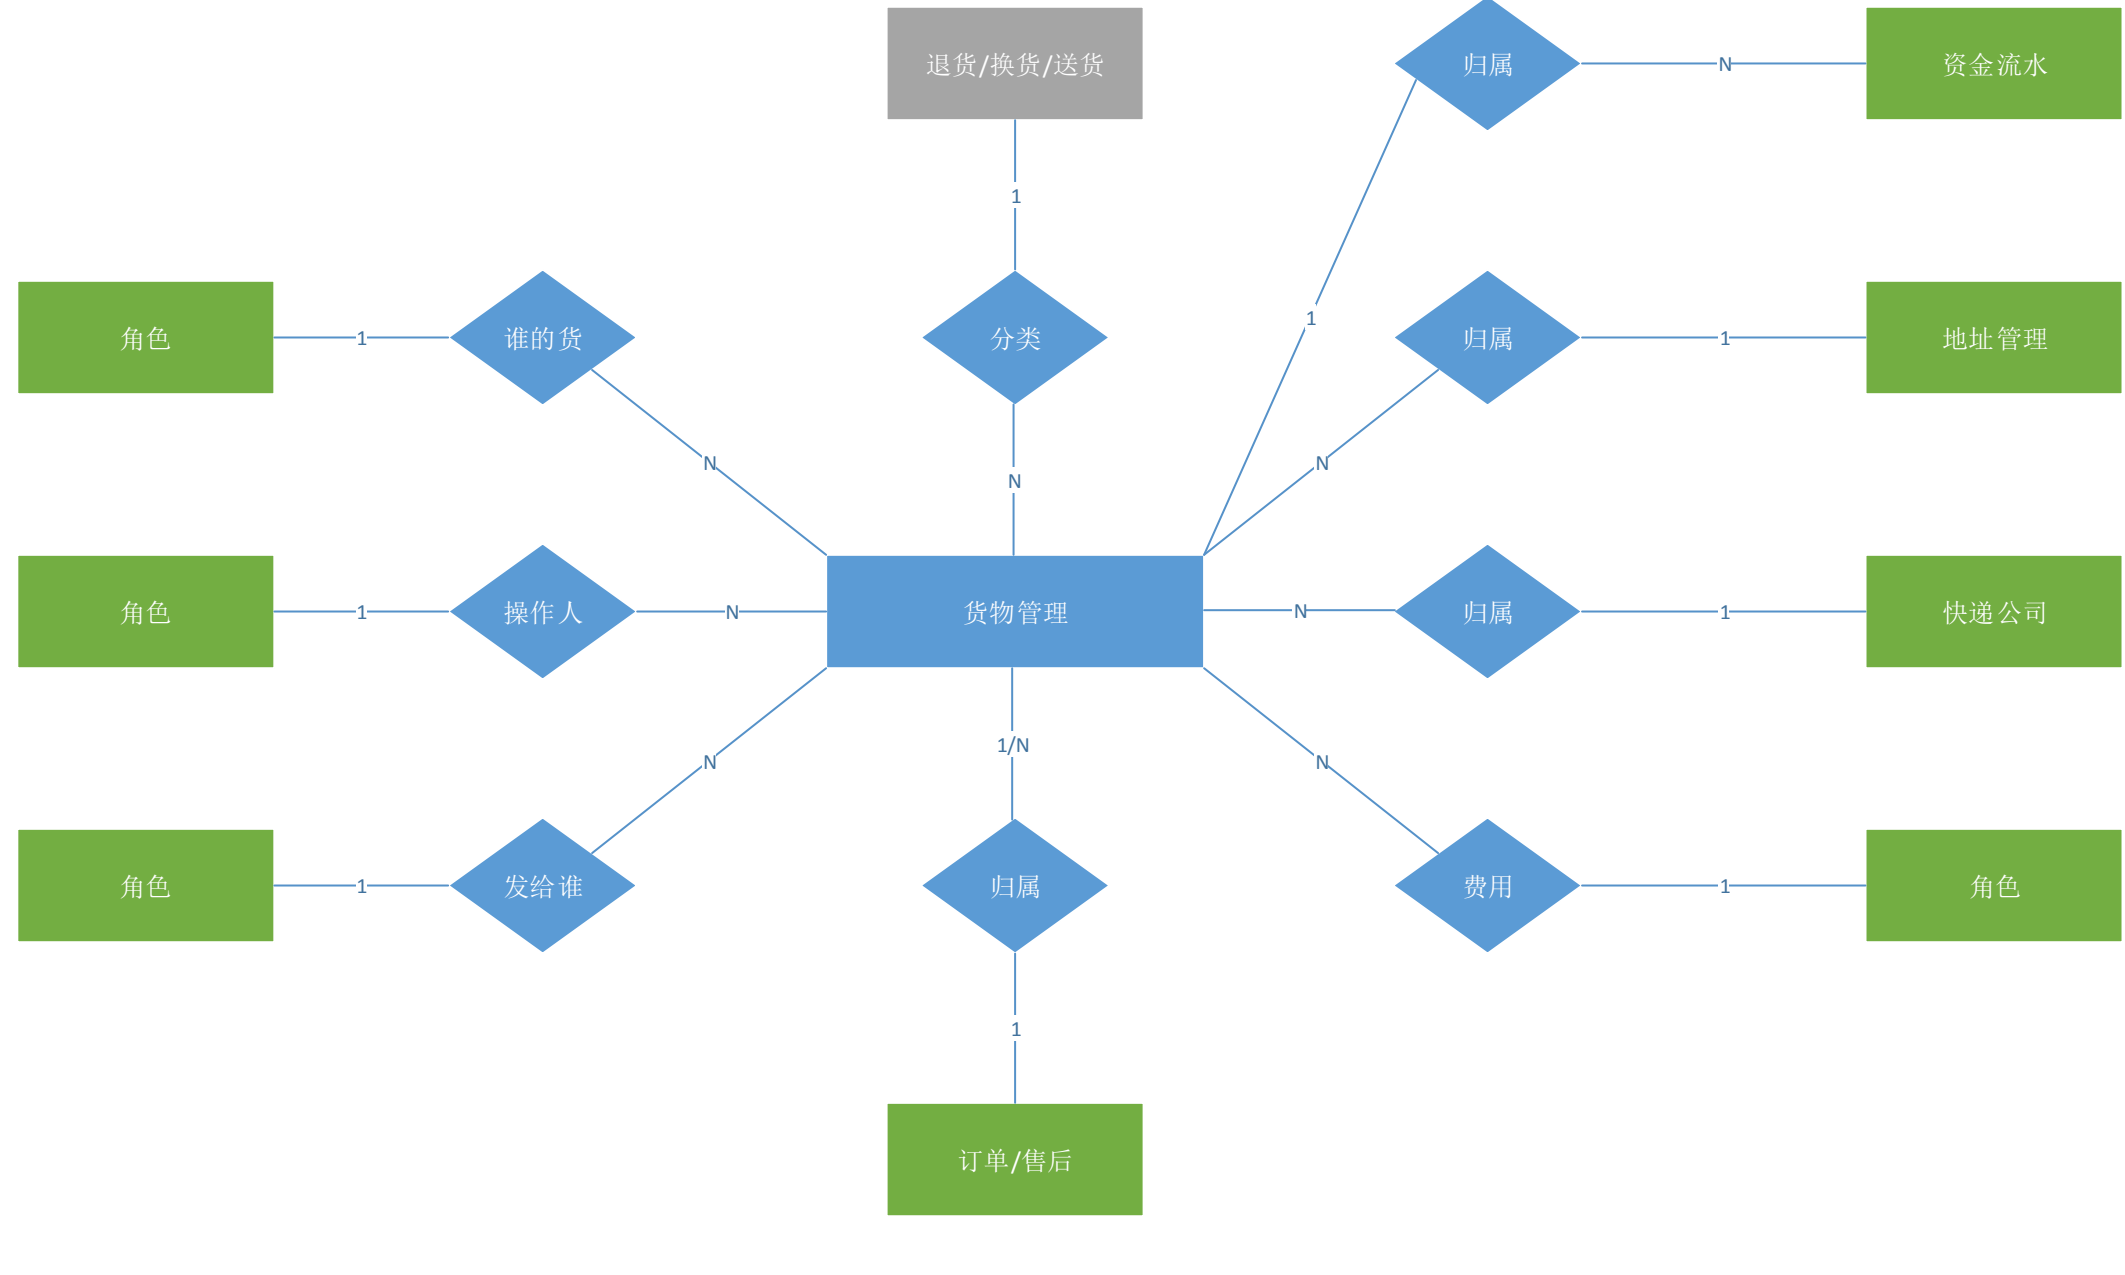 退货/换货/送货
归属
N
资金流水
1
角色
1
谁的货
分类
1
归属
1
地址管理
N
N
N
角色
1
操作人
N
货物管理
N
归属
1
快递公司
N
1/N
N
角色
1
发给谁
归属
费用
1
角色
1
订单/售后